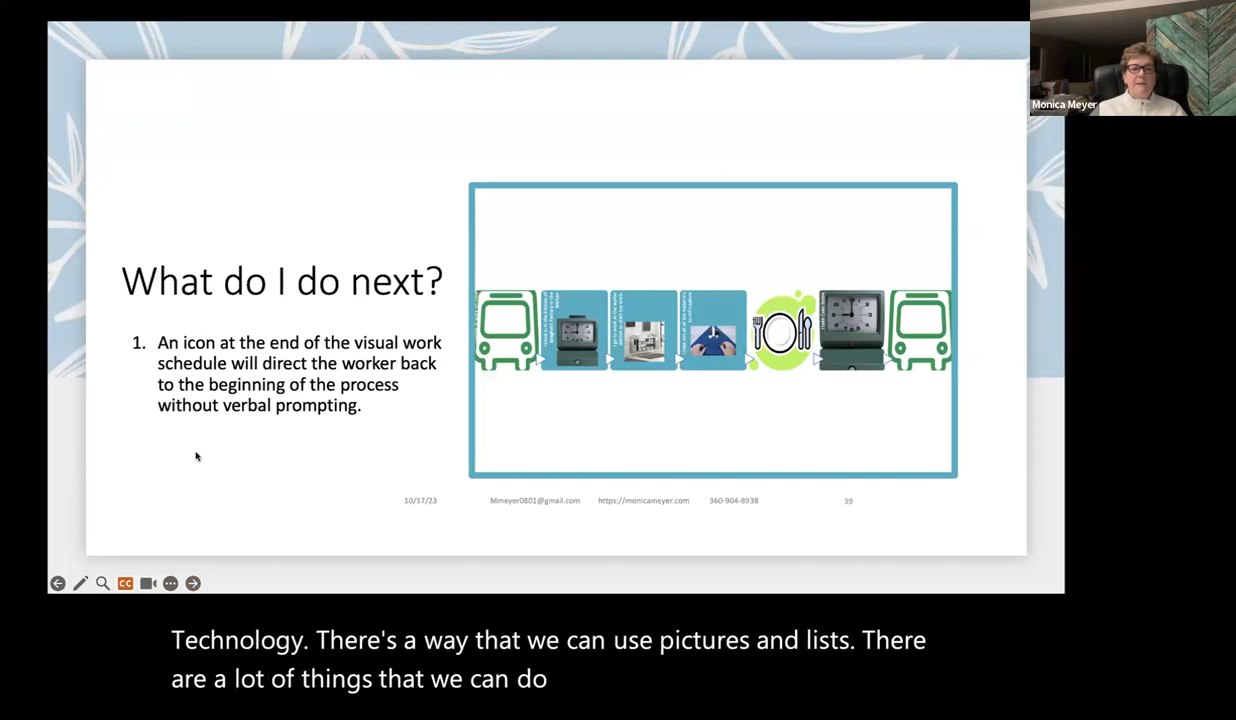 Monica Meyer
What do I do next?
1. An icon at the end of the visual work
schedule will direct the worker back
to the beginning of the process
without verbal prompting.
10/17/23 Mmeyer0801@gmail.com https://monicameyer.com 360-904-8938 39
CC
Technology. There's a way that we can use pictures and lists. There
are a lot of things that we can do